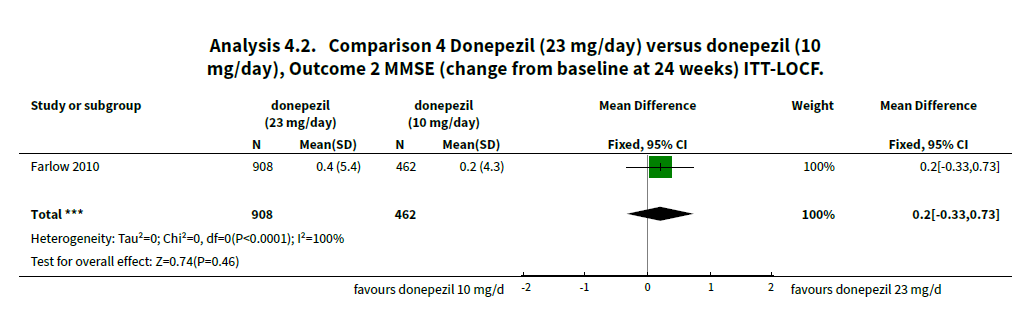 Analysis 4.2. Comparison 4 Donepezil (23 mg/day) versus donepezil (10
mg/day), Outcome 2 MMSE (change from baseline at 24 weeks) ITT-LOCF.
Study or subgroup donepezil donepezil Mean Difference Weight Mean Difference
(23 mg/day) (10 mg/day)
N Mean(SD) N Mean(SD) Fixed, 95% CI Fixed, 95% CI
Farlow 2010 908 0.4 (5.4) 462 0.2 (4.3) 100% 0.2[-0.33,0.73]
Total *** 908 462 100% 0.2[-0.33,0.73]
Heterogeneity: Tau²=0; Chi²=0, df=0(P<0.0001); I²=100%
Test for overall effect: Z=0.74(P=0.46)
favours donepezil 10 mg/d -2 -1 0 1 2 favours donepezil 23 mg/d